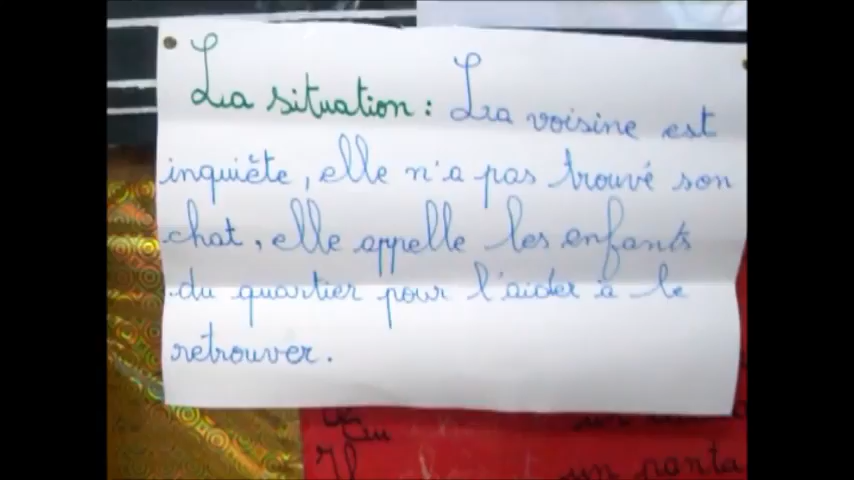 La situation : La voisine est
inquiète, elle n'a pas trouvé son
chat, elle appelle les enfants
du quartier pour l'aider à le
retrouver.